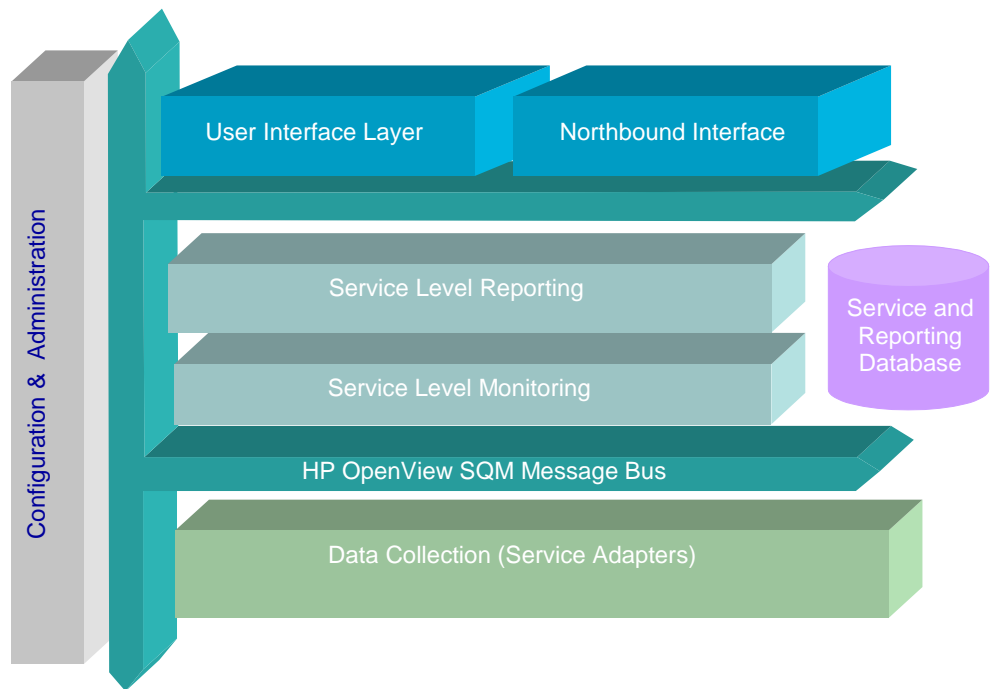 Configuration & Administration
User Interface Layer
Northbound Interface
Service Level Reporting
Service and
Reporting
Database
Service Level Monitoring
HP OpenView SQM Message Bus
Data Collection (Service Adapters)